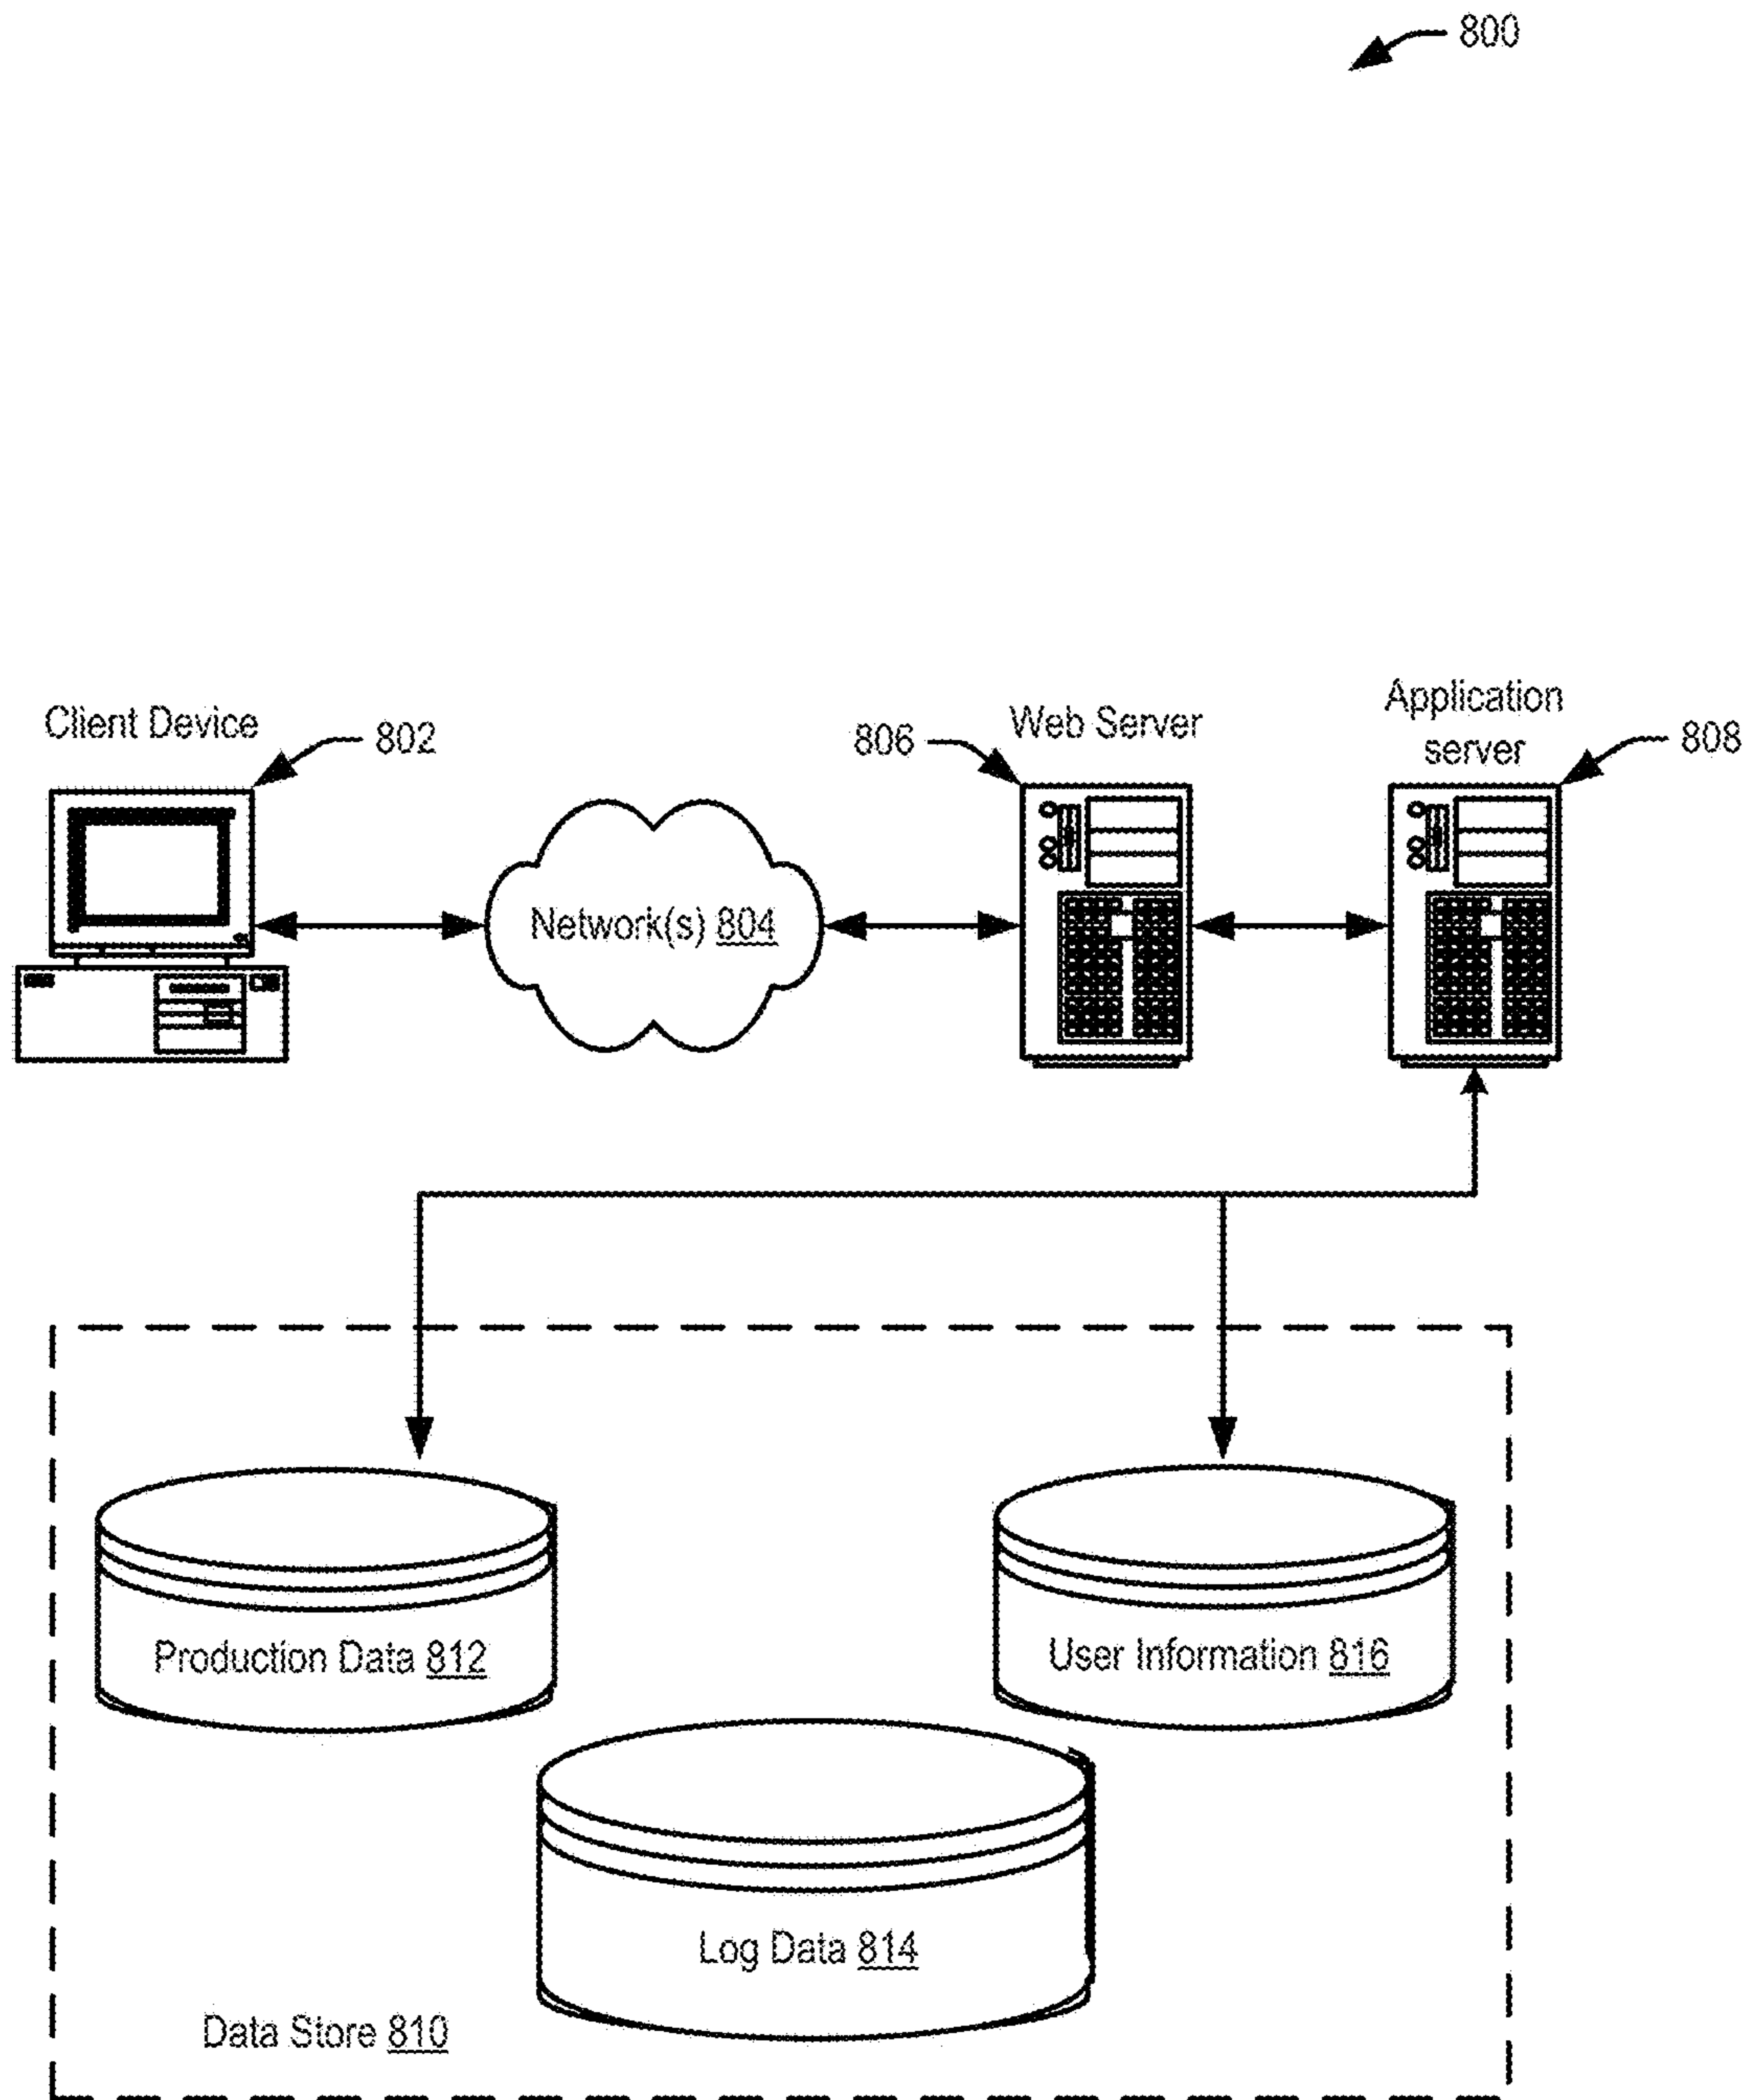 800
Client Device
802
806
Web Server
Application
server
808
Network(s) 804
Production Data 812
User Information 816
Log Data 814
Data Store 810